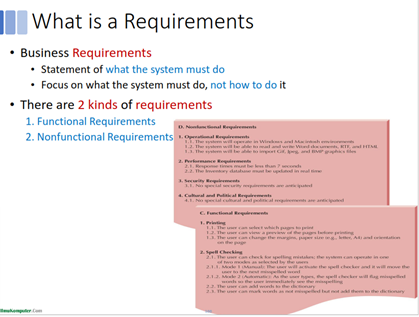 What is a Requirements
• Business Requirements
• Statement of what the system must do
• Focus on what the system must do, not how to do it
• There are 2 kinds of requirements
1. Functional Requirements
2. Nonfunctional Requirements
D. Nonfunctional Requirements
1. Operational Requirements
1.1. The system will operate in Windows and Macintosh environments
1.2. The system will be able to read and write Word documents, RTF, and HTML
1.3. The system will be able to import Gif, Jpeg, and BMP graphics files
2. Performance Requirements
2.1. Response times must be less than 7 seconds
2.2. The Inventory database must be updated in real time
3. Security Requirements
3.1. No special security requirements are anticipated
4. Cultural and Political Requirements
4.1. No special cultural and political requirements are anticipated
C. Functional Requirements
1. Printing
1.1. The user can select which pages to print
1.2. The user can view a preview of the pages before printing
1.3. The user can change the margins, paper size (e.g., letter, A4) and orientation
on the page
2. Spell Checking
2.1. The user can check for spelling mistakes; the system can operate in one
of two modes as selected by the users
2.1.1. Mode 1 (Manual): The user will activate the spell checker and it will move the
user to the next misspelled word
2.1.2. Mode 2 (Automatic): As the user types, the spell checker will flag misspelled
words so the user immediately see the misspelling
2.2. The user can add words to the dictionary
2.3. The user can mark words as not misspelled but not add them to the dictionary